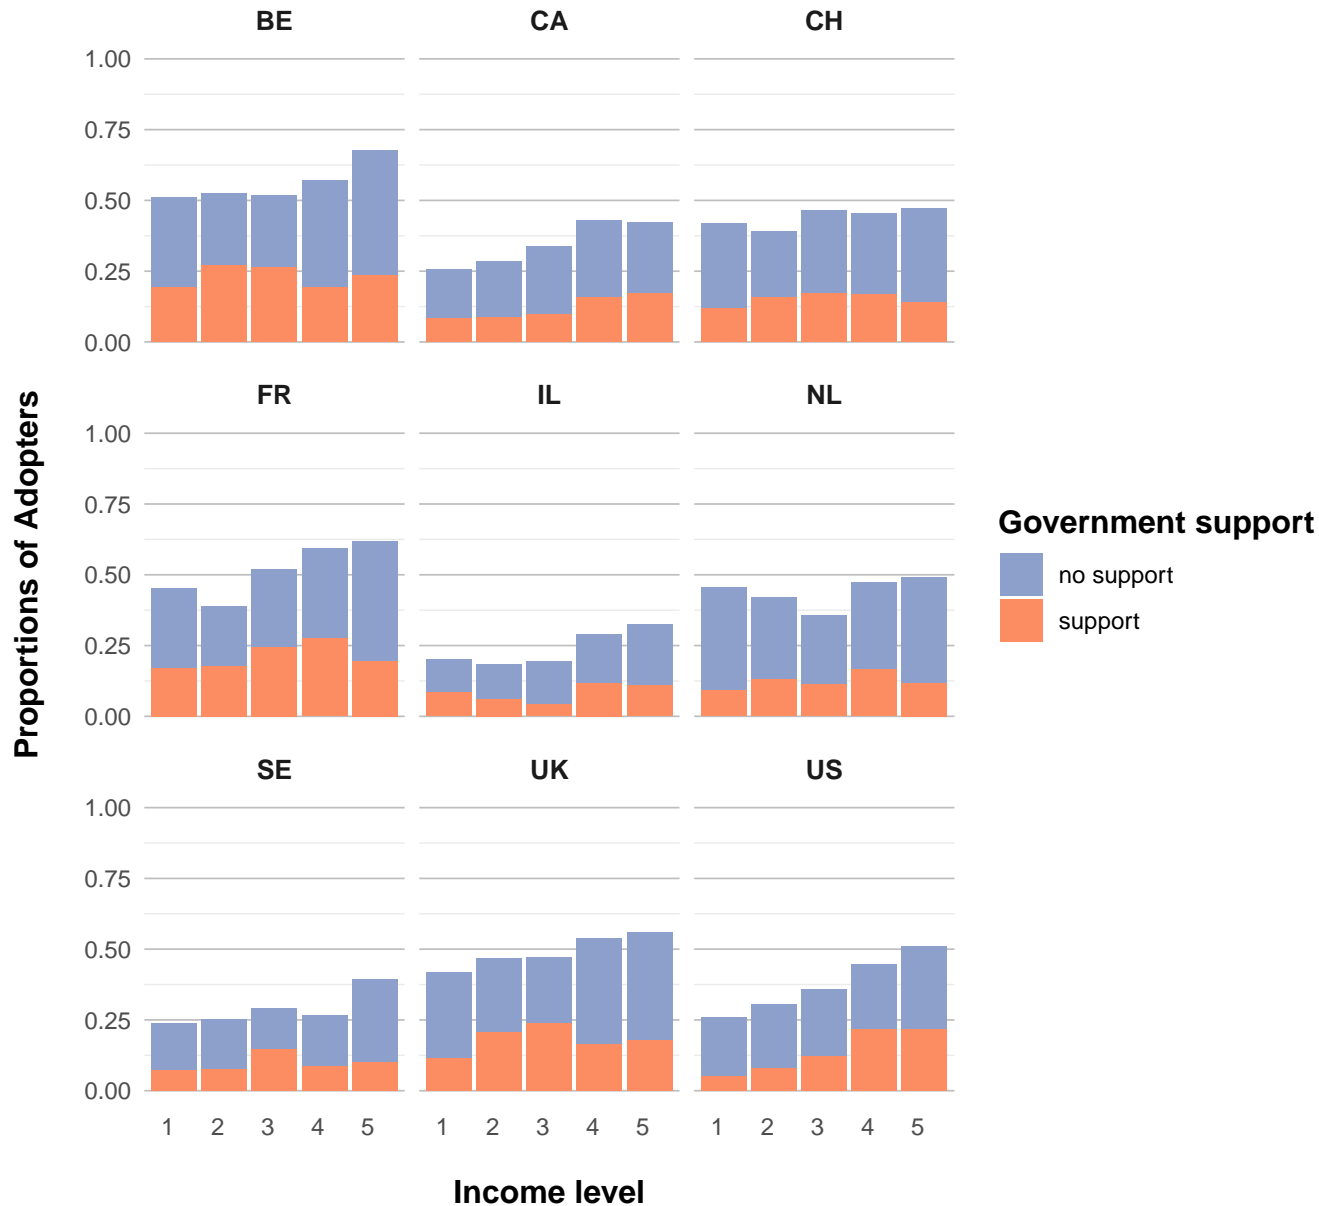 BE CA CH
1.00
0.75
0.50
0.25
0.00
FR IL NL
1.00
0.75
0.50
0.25
0.00
SE UK US
1.00
0.75
0.50
0.25
0.00
1 2 3 4 5 1 2 3 4 5 1 2 3 4 5
Income level
Proportions of Adopters
Government support
no support
support